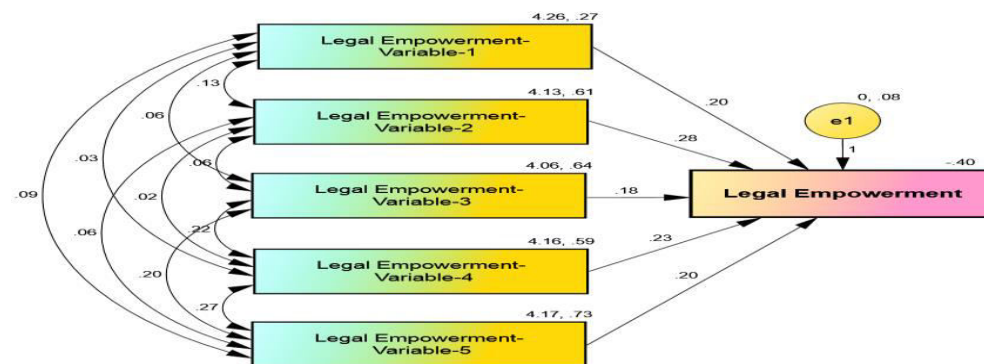 4.26, .27
Legal Empowerment-
Variable-1
.13
4.13, .61
Legal Empowerment-
Variable-2
.20
0, .08
e1
1
.06
.28
.03
.06
4.06, .64
Legal Empowerment-
Variable-3
.18
-.40
Legal Empowerment
.09
.02
.06
.22
4.16, .59
Legal Empowerment-
Variable-4
.23
.20
.20
.27
4.17, .73
Legal Empowerment-
Variable-5